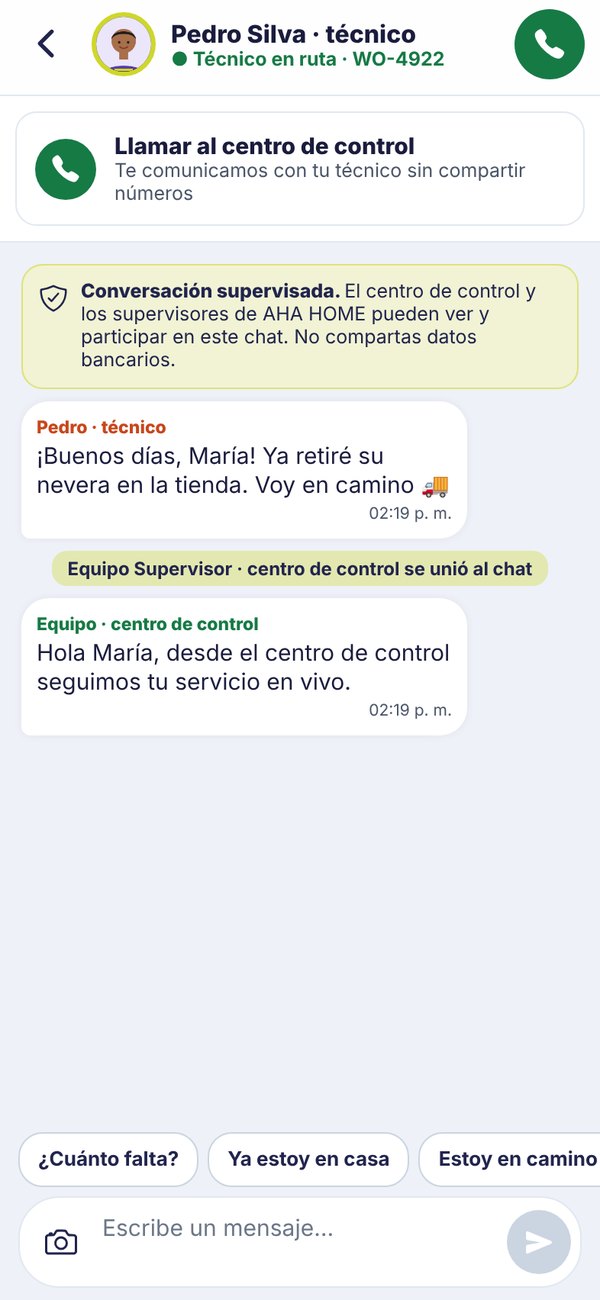 Pedro Silva · técnico
Técnico en ruta · WO-4922
Llamar al centro de control
Te comunicamos con tu técnico sin compartir
números
Conversación supervisada. El centro de control y
los supervisores de AHA HOME pueden ver y
participar en este chat. No compartas datos
bancarios.
Pedro · técnico
¡Buenos días, María! Ya retiré su
nevera en la tienda. Voy en camino 🚚
02:19 p. m.
Equipo Supervisor · centro de control se unió al chat
Equipo · centro de control
Hola María, desde el centro de control
seguimos tu servicio en vivo.
02:19 p. m.
¿Cuánto falta?
Ya estoy en casa
Estoy en camino
Escribe un mensaje...